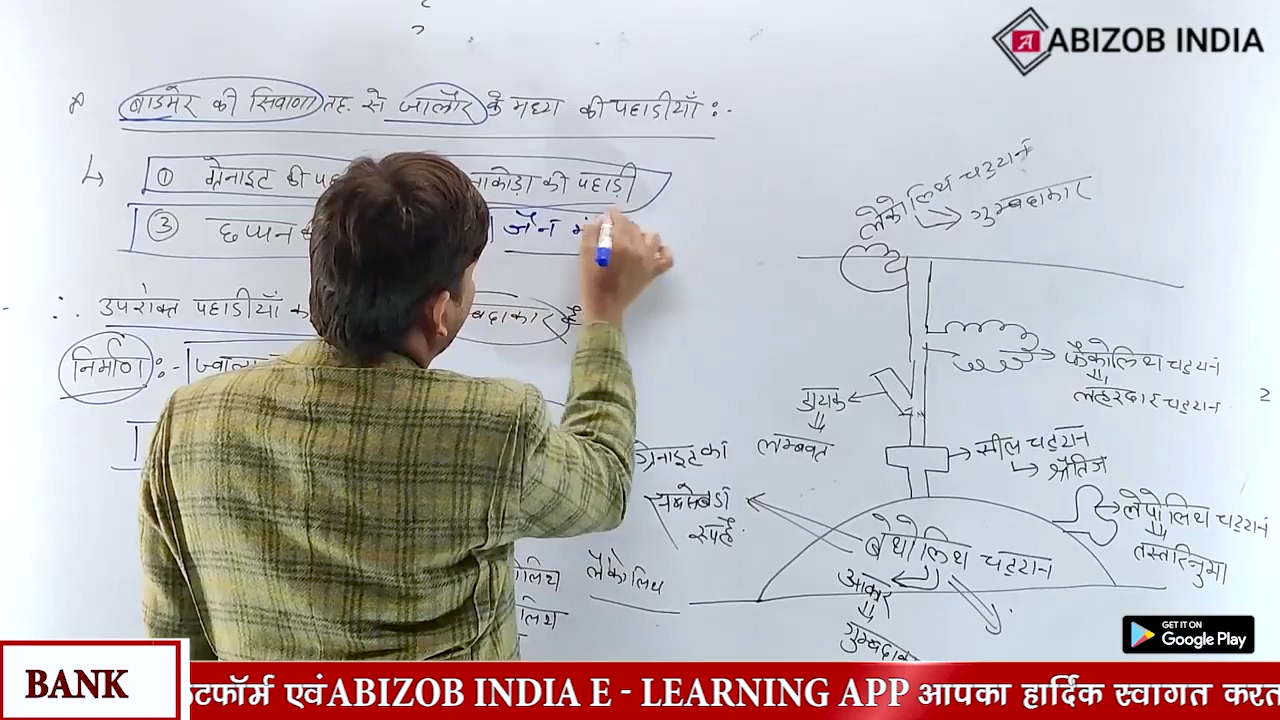 ABIZOB INDIA
बाडमेर की सिवाणा तह. से जालौर के मध्य की पहाडीयाँ :-
① ग्रेनाइट की नाकोड़ा की पहाडी
③ छप्पन जैन
उपरोक्त पहाडीयाँ है
निर्माण :-
लेकोलिथ चट्टान
गुम्बदाकार
फैकोलिथ चट्टानं
लहरदार चट्टान
2
डायक
लम्बवत
सील चट्टान
ग्रेनाइट का
लेपोलिथ चट्टानं
तस्तरिनुमा
बेथोलिथ चट्टान
आकार
लैकोलिथ
GET IT ON
Google Play
BANK
टफॉर्म एवं ABIZOB INDIA E - LEARNING APP आपका हार्दिक स्वागत करत